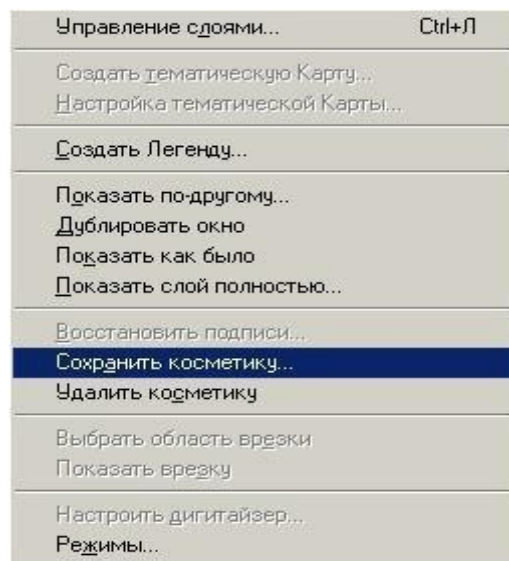 Управление слоями... Ctrl+Л
Создать тематическую Карту...
Настройка тематической Карты...
Создать Легенду...
Показать по-другому...
Дублировать окно
Показать как было
Показать слой полностью...
Восстановить подписи...
Сохранить косметику...
Удалить косметику
Выбрать область врезки
Показать врезку
Настроить дигитайзер...
Режимы...